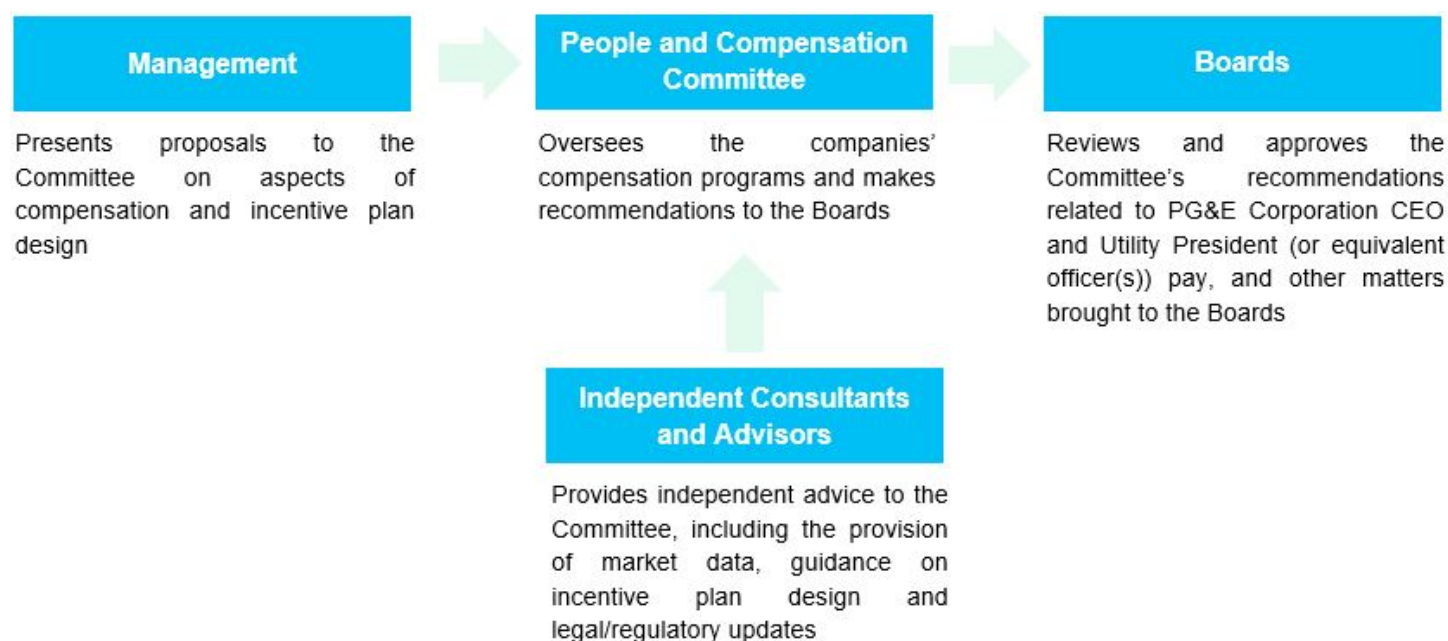 Management
Presents proposals to the
Committee on aspects of
compensation and incentive plan
design
People and Compensation
Committee
Oversees the companies’
compensation programs and makes
recommendations to the Boards
Boards
Reviews and approves the
Committee’s recommendations
related to PG&E Corporation CEO
and Utility President (or equivalent
officer(s)) pay, and other matters
brought to the Boards
Independent Consultants
and Advisors
Provides independent advice to the
Committee, including the provision
of market data, guidance on
incentive plan design and
legal/regulatory updates